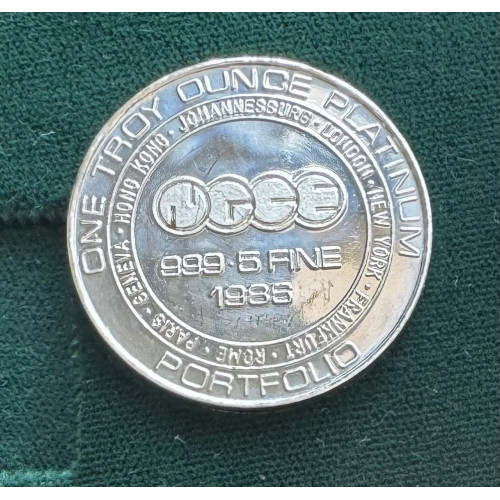 ONE TROY OUNCE PLATINUM
PORTFOLIO
GENEVA · HONG KONG · JOHANNESBURG · LONDON · NEW YORK · FRANKFURT · ROME · PARIS ·
999·5 FINE
1986